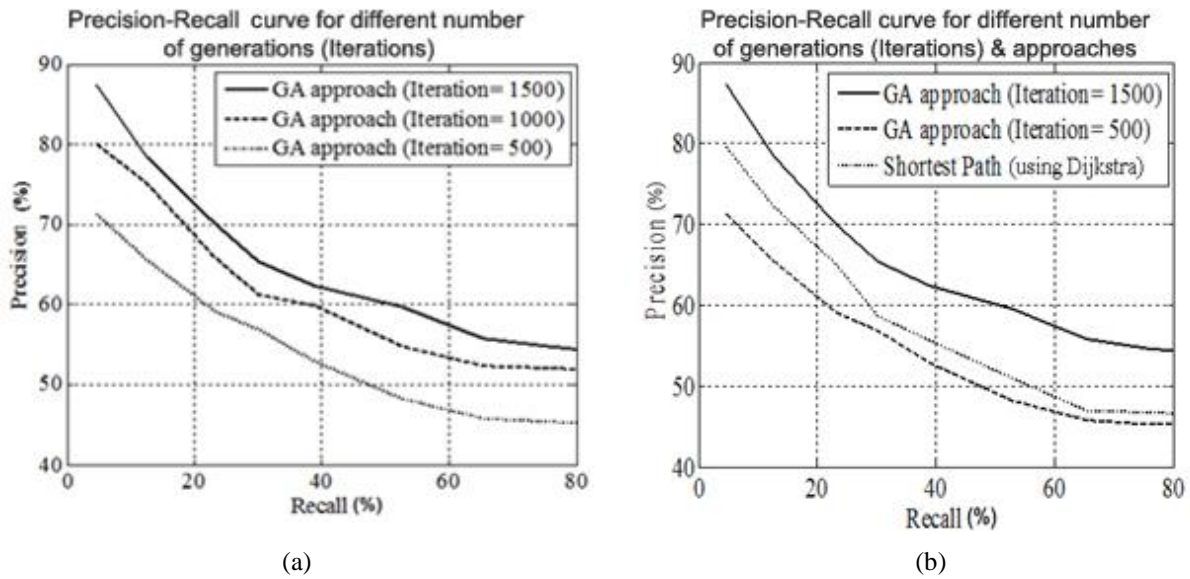 Precision-Recall curve for different number
of generations (Iterations)
90
80
70
60
50
40
Precision (%)
GA approach (Iteration= 1500)
GA approach (Iteration= 1000)
GA approach (Iteration= 500)
0 20 40 60 80
Recall (%)
(a)
Precision-Recall curve for different number
of generations (Iterations) & approaches
90
80
70
60
50
40
Precision (%)
GA approach (Iteration= 1500)
GA approach (Iteration= 500)
Shortest Path (using Dijkstra)
0 20 40 60 80
Recall (%)
(b)